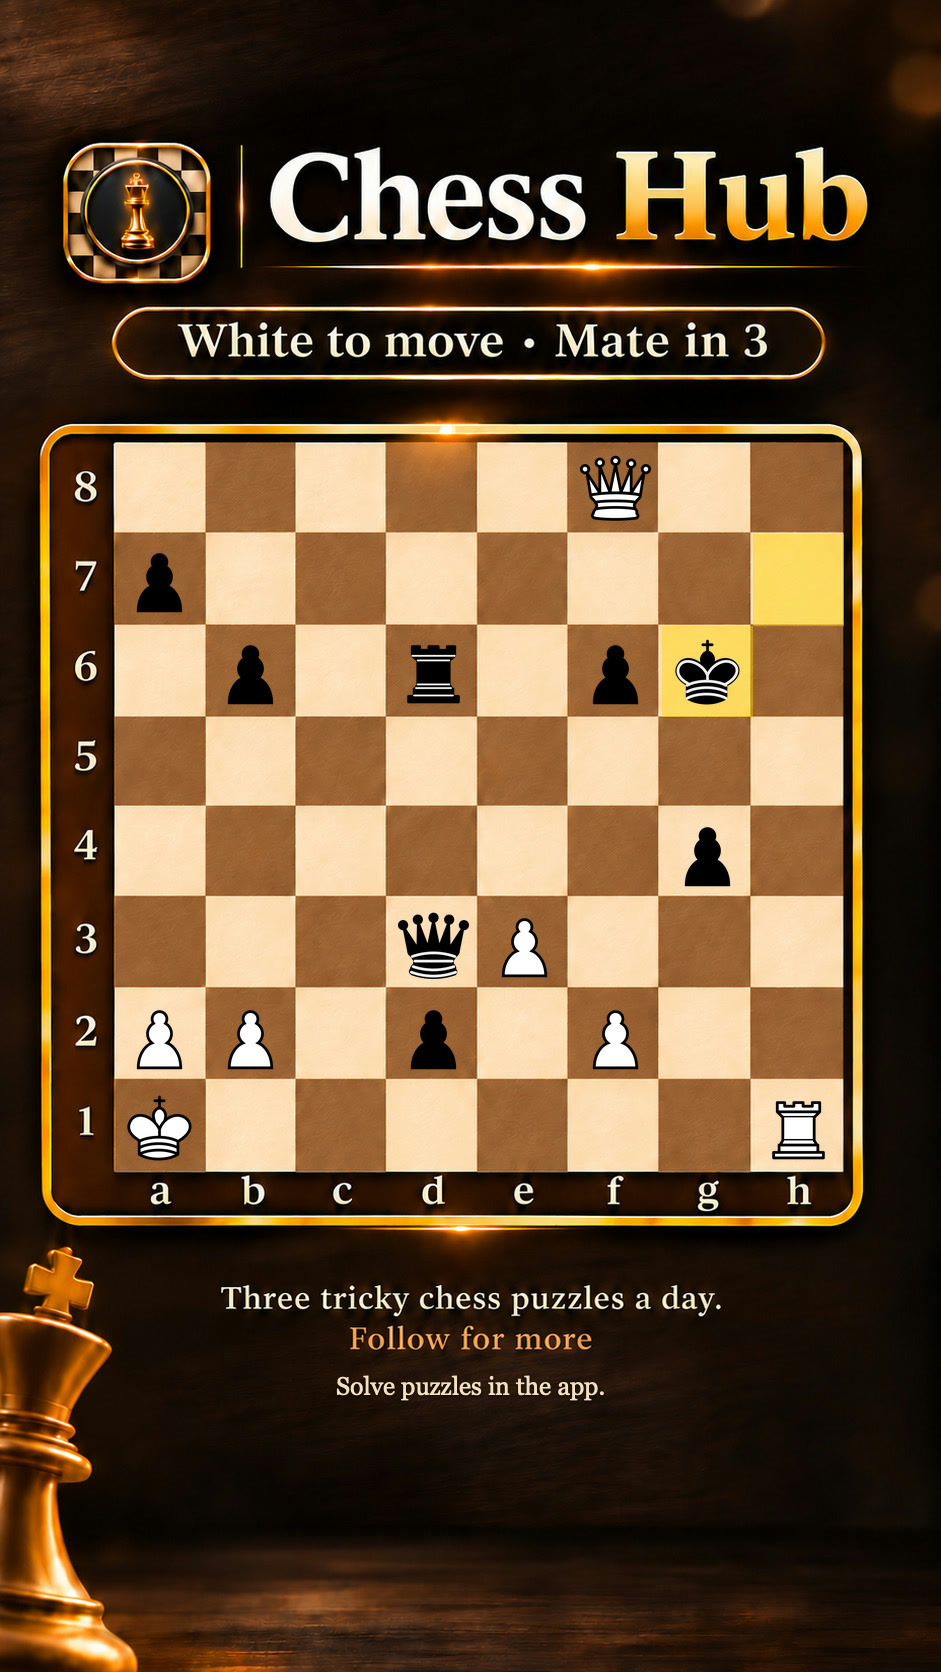 Chess Hub
White to move • Mate in 3
8
7
6
5
4
3
2
1
a b c d e f g h
Three tricky chess puzzles a day.
Follow for more
Solve puzzles in the app.